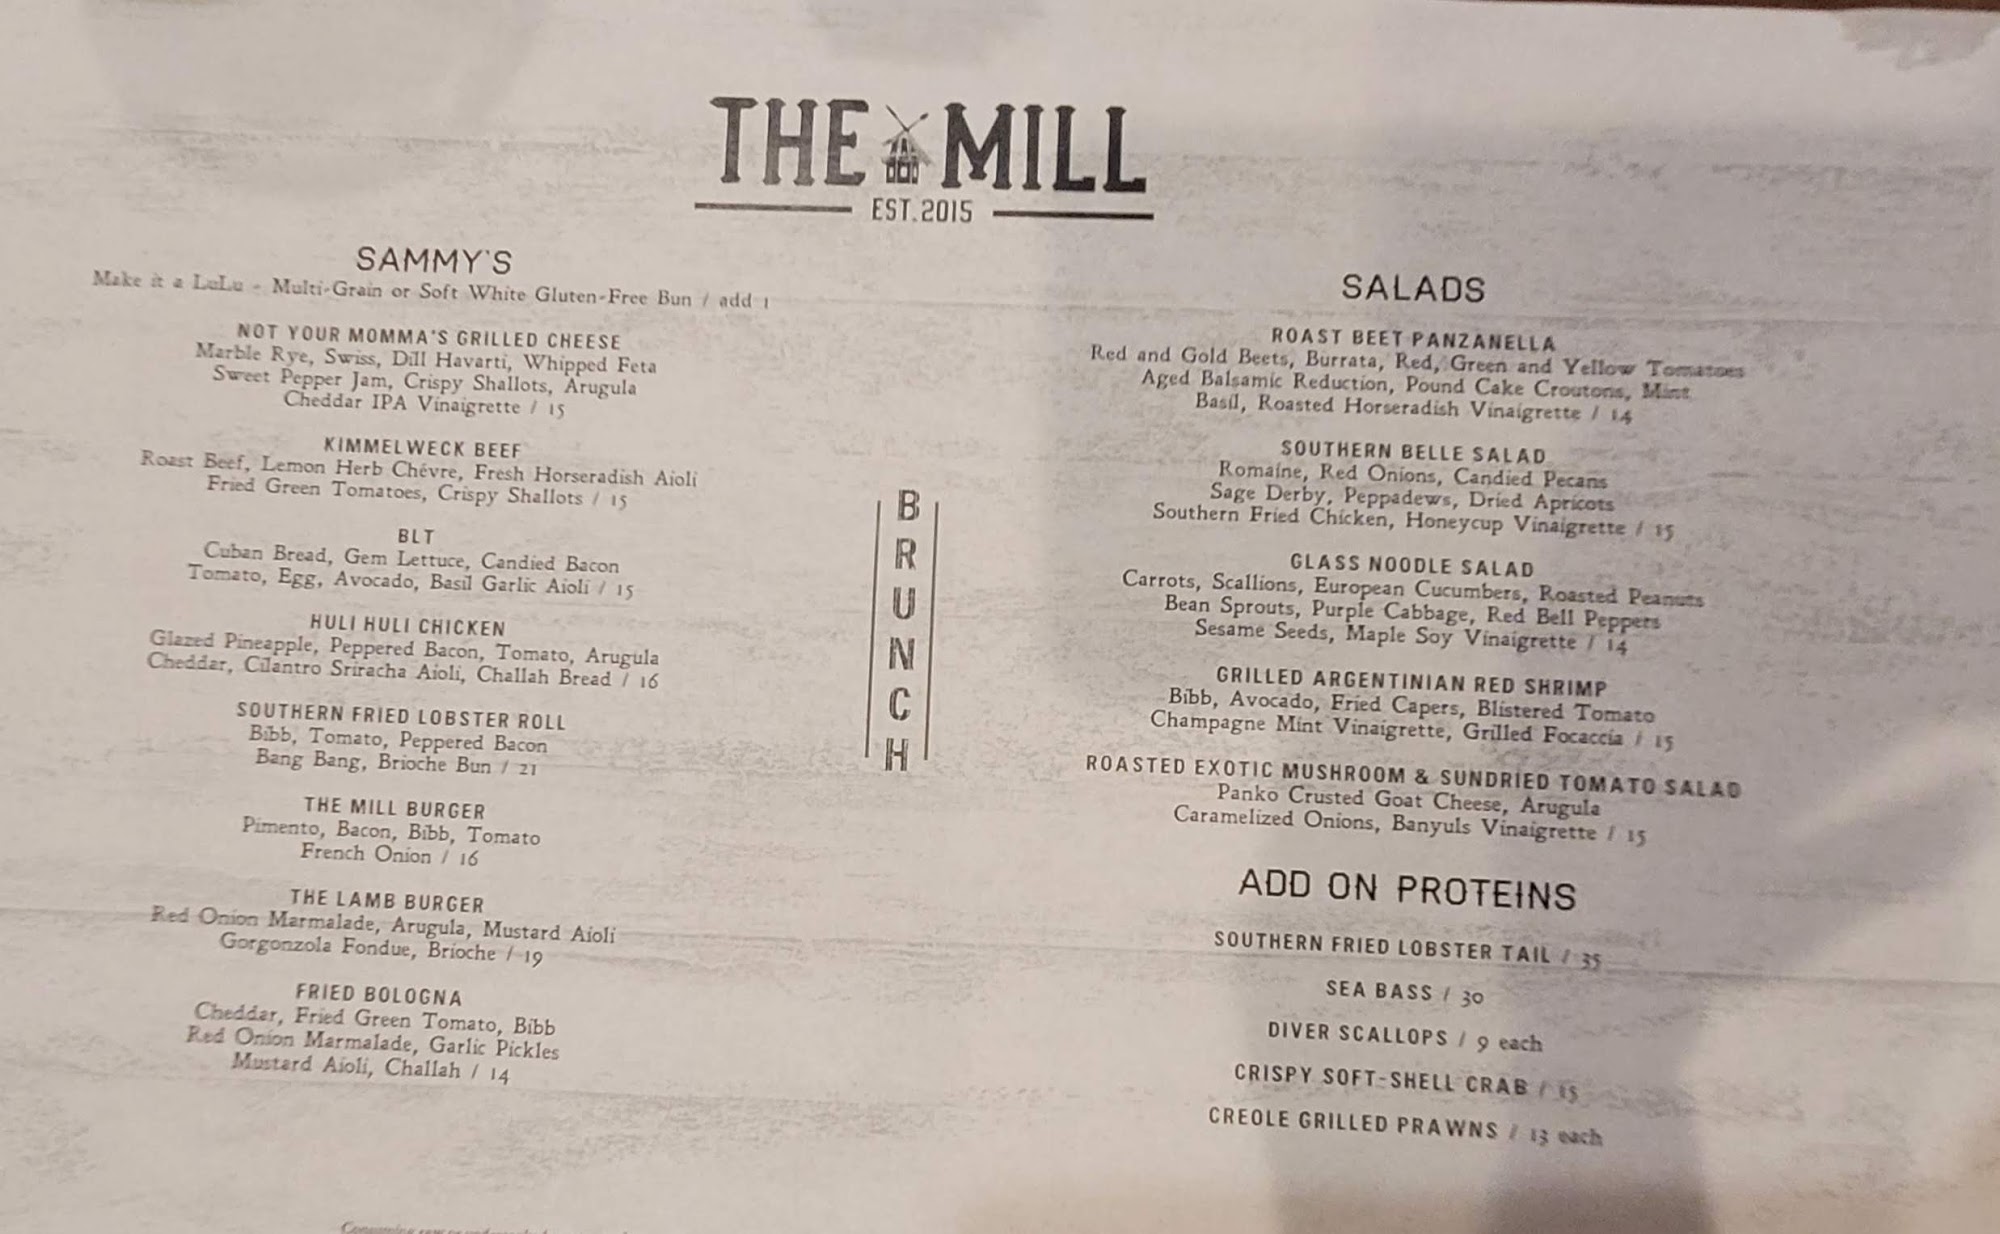 THE MILL
EST. 2015
SAMMY'S
Make it a LuLu - Multi-Grain or Soft White Gluten-Free Bun / add 1
NOT YOUR MOMMA'S GRILLED CHEESE
Marble Rye, Swiss, Dill Havarti, Whipped Feta
Sweet Pepper Jam, Crispy Shallots, Arugula
Cheddar IPA Vinaigrette / 15
KIMMELWECK BEEF
Roast Beef, Lemon Herb Chévre, Fresh Horseradish Aioli
Fried Green Tomatoes, Crispy Shallots / 15
BLT
Cuban Bread, Gem Lettuce, Candied Bacon
Tomato, Egg, Avocado, Basil Garlic Aioli / 15
HULI HULI CHICKEN
Glazed Pineapple, Peppered Bacon, Tomato, Arugula
Cheddar, Cilantro Sriracha Aioli, Challah Bread / 16
SOUTHERN FRIED LOBSTER ROLL
Bibb, Tomato, Peppered Bacon
Bang Bang, Brioche Bun / 21
THE MILL BURGER
Pimento, Bacon, Bibb, Tomato
French Onion / 16
THE LAMB BURGER
Red Onion Marmalade, Arugula, Mustard Aioli
Gorgonzola Fondue, Brioche / 19
FRIED BOLOGNA
Cheddar, Fried Green Tomato, Bibb
Red Onion Marmalade, Garlic Pickles
Mustard Aioli, Challah / 14
BRUNCH
SALADS
ROAST BEET PANZANELLA
Red and Gold Beets, Burrata, Red, Green and Yellow Tomatoes
Aged Balsamic Reduction, Pound Cake Croutons, Mint
Basil, Roasted Horseradish Vinaigrette / 14
SOUTHERN BELLE SALAD
Romaine, Red Onions, Candied Pecans
Sage Derby, Peppadews, Dried Apricots
Southern Fried Chicken, Honeycup Vinaigrette / 15
GLASS NOODLE SALAD
Carrots, Scallions, European Cucumbers, Roasted Peanuts
Bean Sprouts, Purple Cabbage, Red Bell Peppers
Sesame Seeds, Maple Soy Vinaigrette / 14
GRILLED ARGENTINIAN RED SHRIMP
Bibb, Avocado, Fried Capers, Blistered Tomato
Champagne Mint Vinaigrette, Grilled Focaccia / 15
ROASTED EXOTIC MUSHROOM & SUNDRIED TOMATO SALAD
Panko Crusted Goat Cheese, Arugula
Caramelized Onions, Banyuls Vinaigrette / 15
ADD ON PROTEINS
SOUTHERN FRIED LOBSTER TAIL / 35
SEA BASS / 30
DIVER SCALLOPS / 9 each
CRISPY SOFT-SHELL CRAB / 15
CREOLE GRILLED PRAWNS / 13 each
Consuming raw or